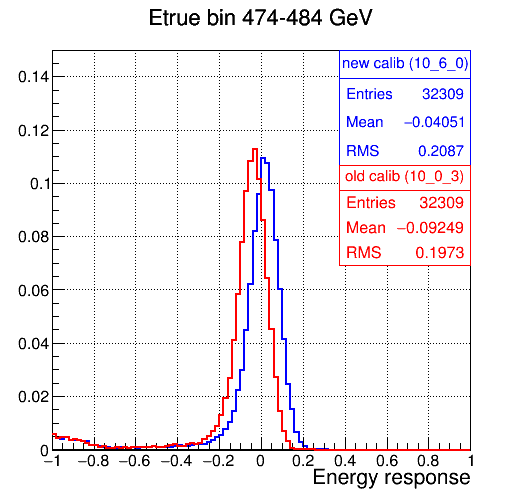 Etrue bin 474-484 GeV
new calib (10_6_0)
Entries 32309
Mean −0.04051
RMS 0.2087
old calib (10_0_3)
Entries 32309
Mean −0.09249
RMS 0.1973
0.14
0.12
0.1
0.08
0.06
0.04
0.02
0
−1 −0.8 −0.6 −0.4 −0.2 0 0.2 0.4 0.6 0.8 1
Energy response